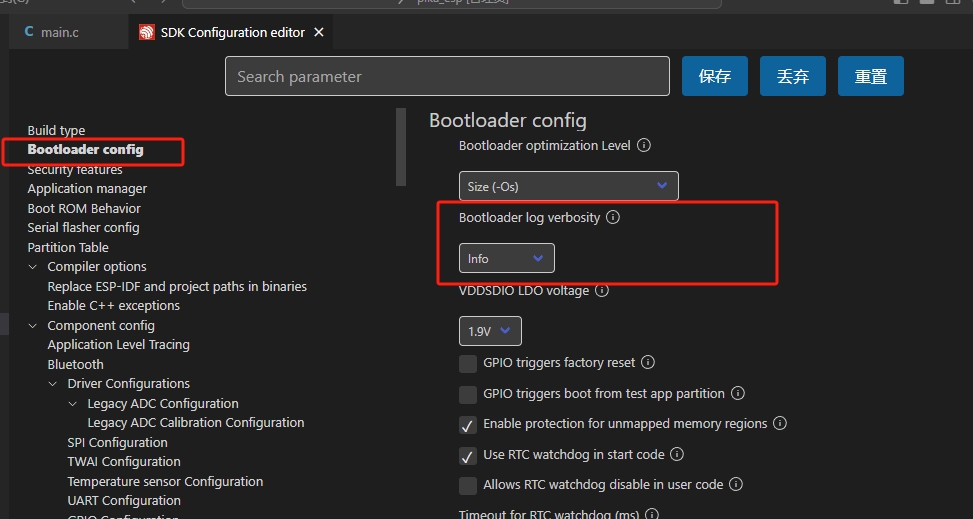 C main.c
SDK Configuration editor ✕
Search parameter
保存
丢弃
重置
Build type
Bootloader config
Security features
Application manager
Boot ROM Behavior
Serial flasher config
Partition Table
Compiler options
Replace ESP-IDF and project paths in binaries
Enable C++ exceptions
Component config
Application Level Tracing
Bluetooth
Driver Configurations
Legacy ADC Configuration
Legacy ADC Calibration Configuration
SPI Configuration
TWAI Configuration
Temperature sensor Configuration
UART Configuration
GPIO Configuration
Bootloader config
Bootloader optimization Level
Size (-Os)
Bootloader log verbosity
Info
VDDSDIO LDO voltage
1.9V
GPIO triggers factory reset
GPIO triggers boot from test app partition
Enable protection for unmapped memory regions
Use RTC watchdog in start code
Allows RTC watchdog disable in user code
Timeout for RTC watchdog (ms)